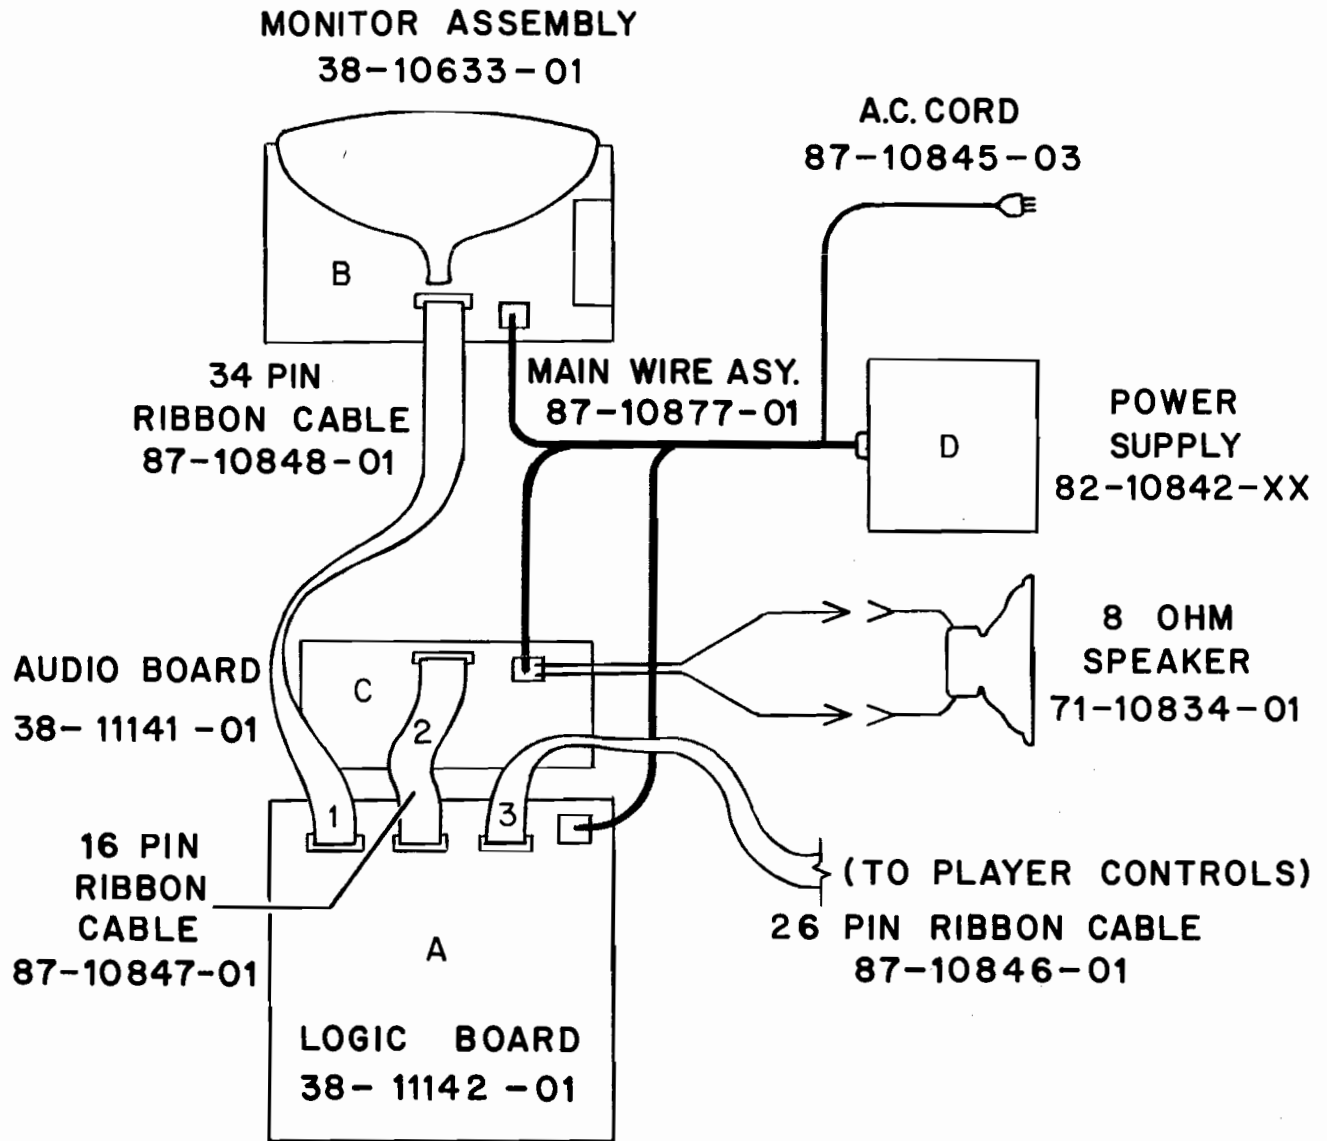 MONITOR ASSEMBLY
38-10633-01
A.C. CORD
87-10845-03
B
34 PIN
RIBBON CABLE
87-10848-01
MAIN WIRE ASY.
87-10877-01
D
POWER
SUPPLY
82-10842-XX
AUDIO BOARD
38-11141-01
C
2
8 OHM
SPEAKER
71-10834-01
1
3
16 PIN
RIBBON
CABLE
87-10847-01
(TO PLAYER CONTROLS)
26 PIN RIBBON CABLE
87-10846-01
A
LOGIC BOARD
38-11142-01